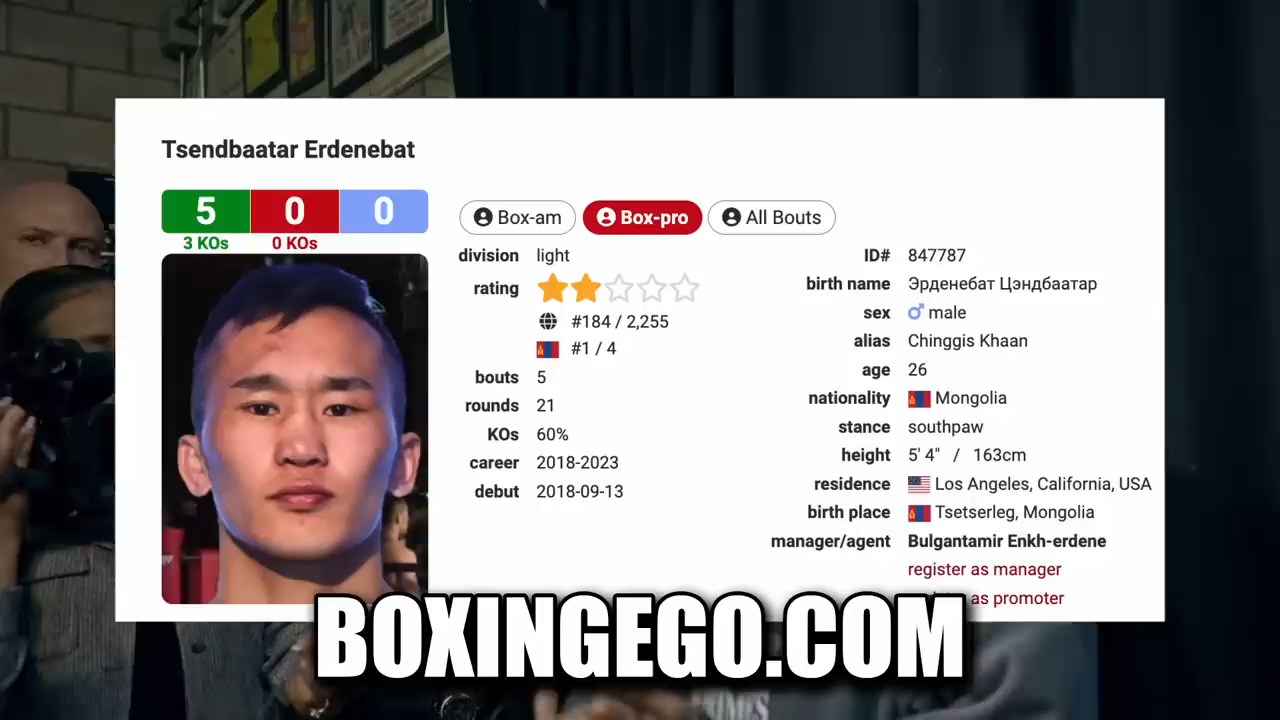 Tsendbaatar Erdenebat
5 0 0
3 KOs 0 KOs
Box-am Box-pro All Bouts
division light
rating
#184 / 2,255
#1 / 4
bouts 5
rounds 21
KOs 60%
career 2018-2023
debut 2018-09-13
ID# 847787
birth name Эрденебат Цэндбаатар
sex male
alias Chinggis Khaan
age 26
nationality Mongolia
stance southpaw
height 5' 4" / 163cm
residence Los Angeles, California, USA
birth place Tsetserleg, Mongolia
manager/agent Bulgantamir Enkh-erdene
register as manager
as promoter
BOXINGEGO.COM